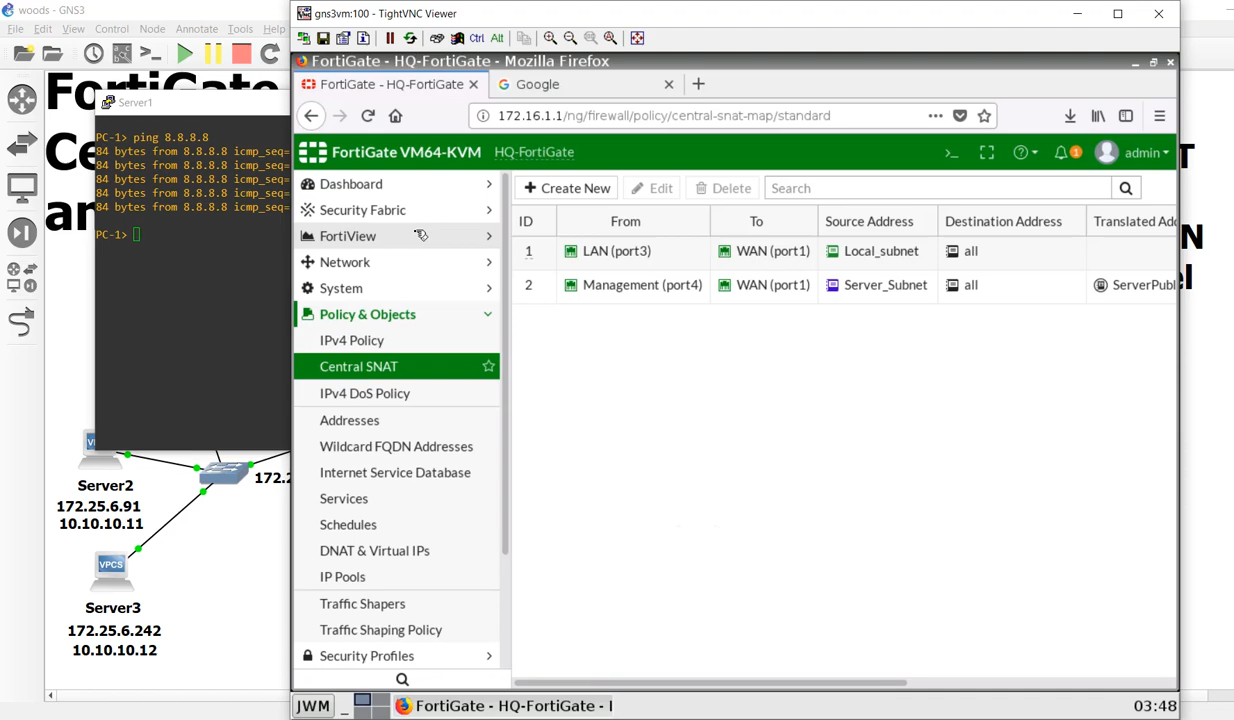 woods - GNS3
File Edit View Control Node Annotate Tools Help
FortiGate
Server1
PC-1> ping 8.8.8.8
84 bytes from 8.8.8.8 icmp_seq=
84 bytes from 8.8.8.8 icmp_seq=
84 bytes from 8.8.8.8 icmp_seq=
84 bytes from 8.8.8.8 icmp_seq=
84 bytes from 8.8.8.8 icmp_seq=
PC-1>
Server2
172.25.6.91
10.10.10.11
172.2
VPCS
Server3
172.25.6.242
10.10.10.12
gns3vm:100 - TightVNC Viewer
Ctrl Alt
FortiGate - HQ-FortiGate - Mozilla Firefox
FortiGate - HQ-FortiGate
Google
172.16.1.1/ng/firewall/policy/central-snat-map/standard
FortiGate VM64-KVM HQ-FortiGate
>_ 1 admin
Dashboard
Security Fabric
FortiView
Network
System
Policy & Objects
IPv4 Policy
Central SNAT
IPv4 DoS Policy
Addresses
Wildcard FQDN Addresses
Internet Service Database
Services
Schedules
DNAT & Virtual IPs
IP Pools
Traffic Shapers
Traffic Shaping Policy
Security Profiles
+ Create New Edit Delete Search
ID From To Source Address Destination Address Translated Ad
1 LAN (port3) WAN (port1) Local_subnet all
2 Management (port4) WAN (port1) Server_Subnet all ServerPubl
JWM FortiGate - HQ-FortiGate - 03:48